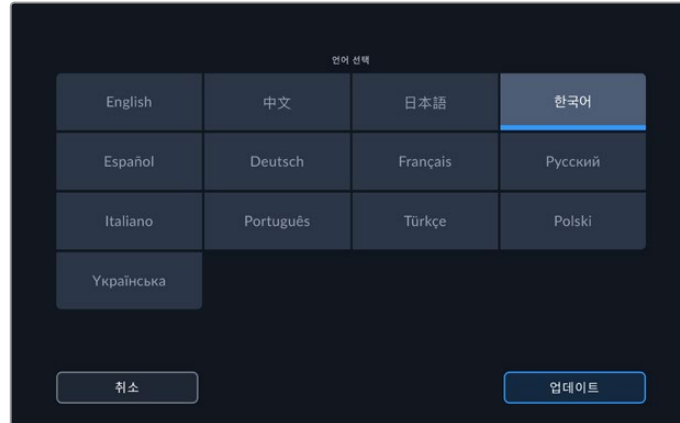 언어 선택
English 中文 日本語 한국어
Español Deutsch Français Русский
Italiano Português Türkçe Polski
Українська
취소 업데이트